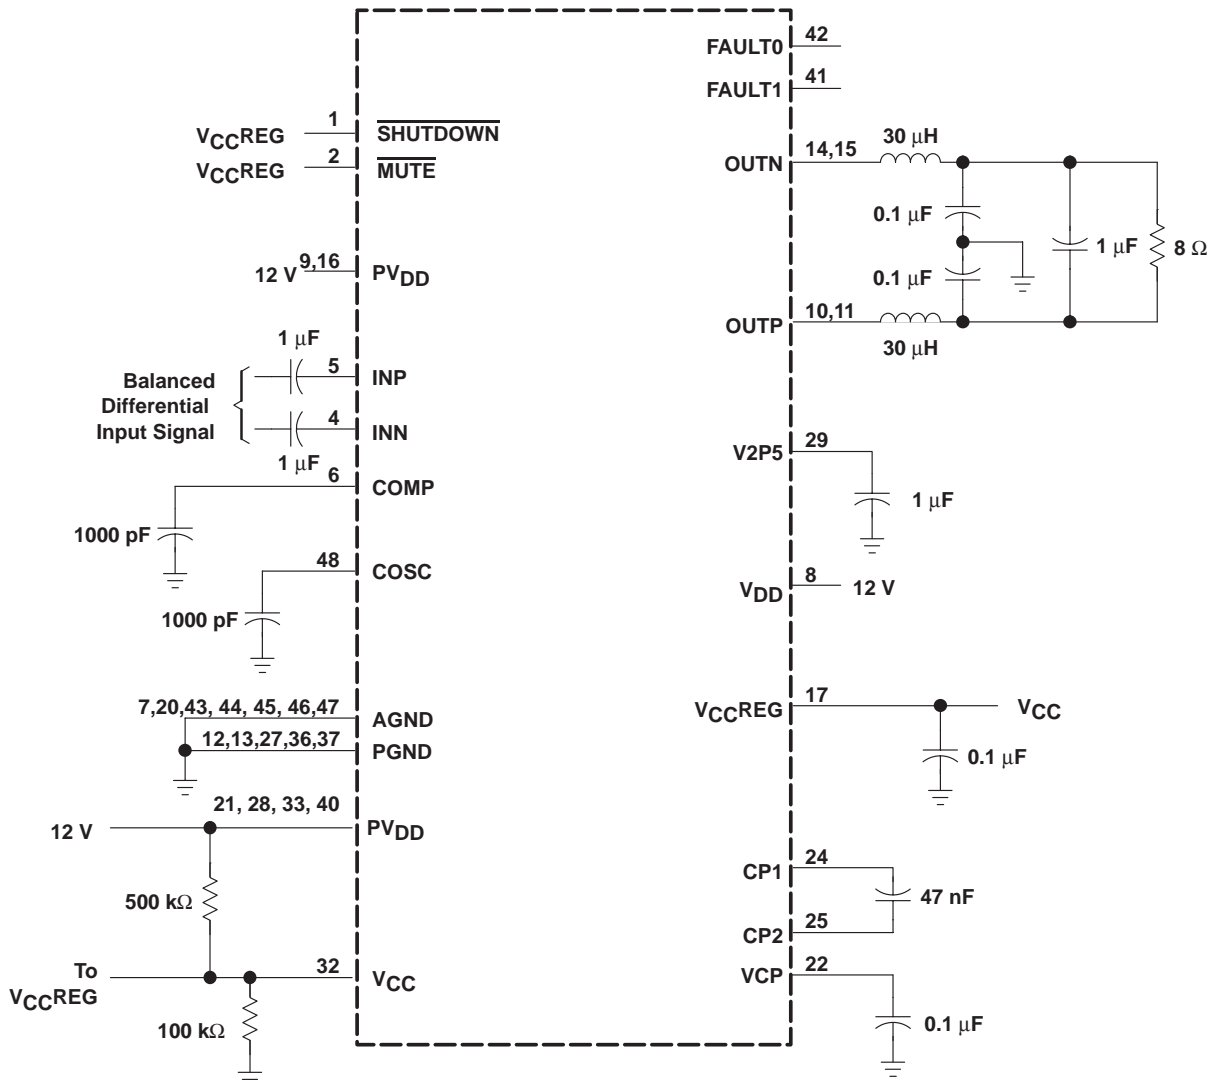 42
FAULT0
41
FAULT1
1
VCCREG
SHUTDOWN
2
VCCREG
MUTE
30 μH
14,15
OUTN
0.1 μF
1 μF
8 Ω
0.1 μF
9,16
12 V
PVDD
10,11
OUTP
30 μH
1 μF
5
INP
Balanced
Differential
Input Signal
4
INN
1 μF
29
V2P5
1 μF
6
COMP
1000 pF
48
COSC
1000 pF
8
VDD
12 V
7,20,43, 44, 45, 46,47
AGND
12,13,27,36,37
PGND
17
VCCREG
VCC
0.1 μF
21, 28, 33, 40
12 V
PVDD
500 kΩ
24
CP1
47 nF
25
CP2
To
VCCREG
32
VCC
100 kΩ
22
VCP
0.1 μF